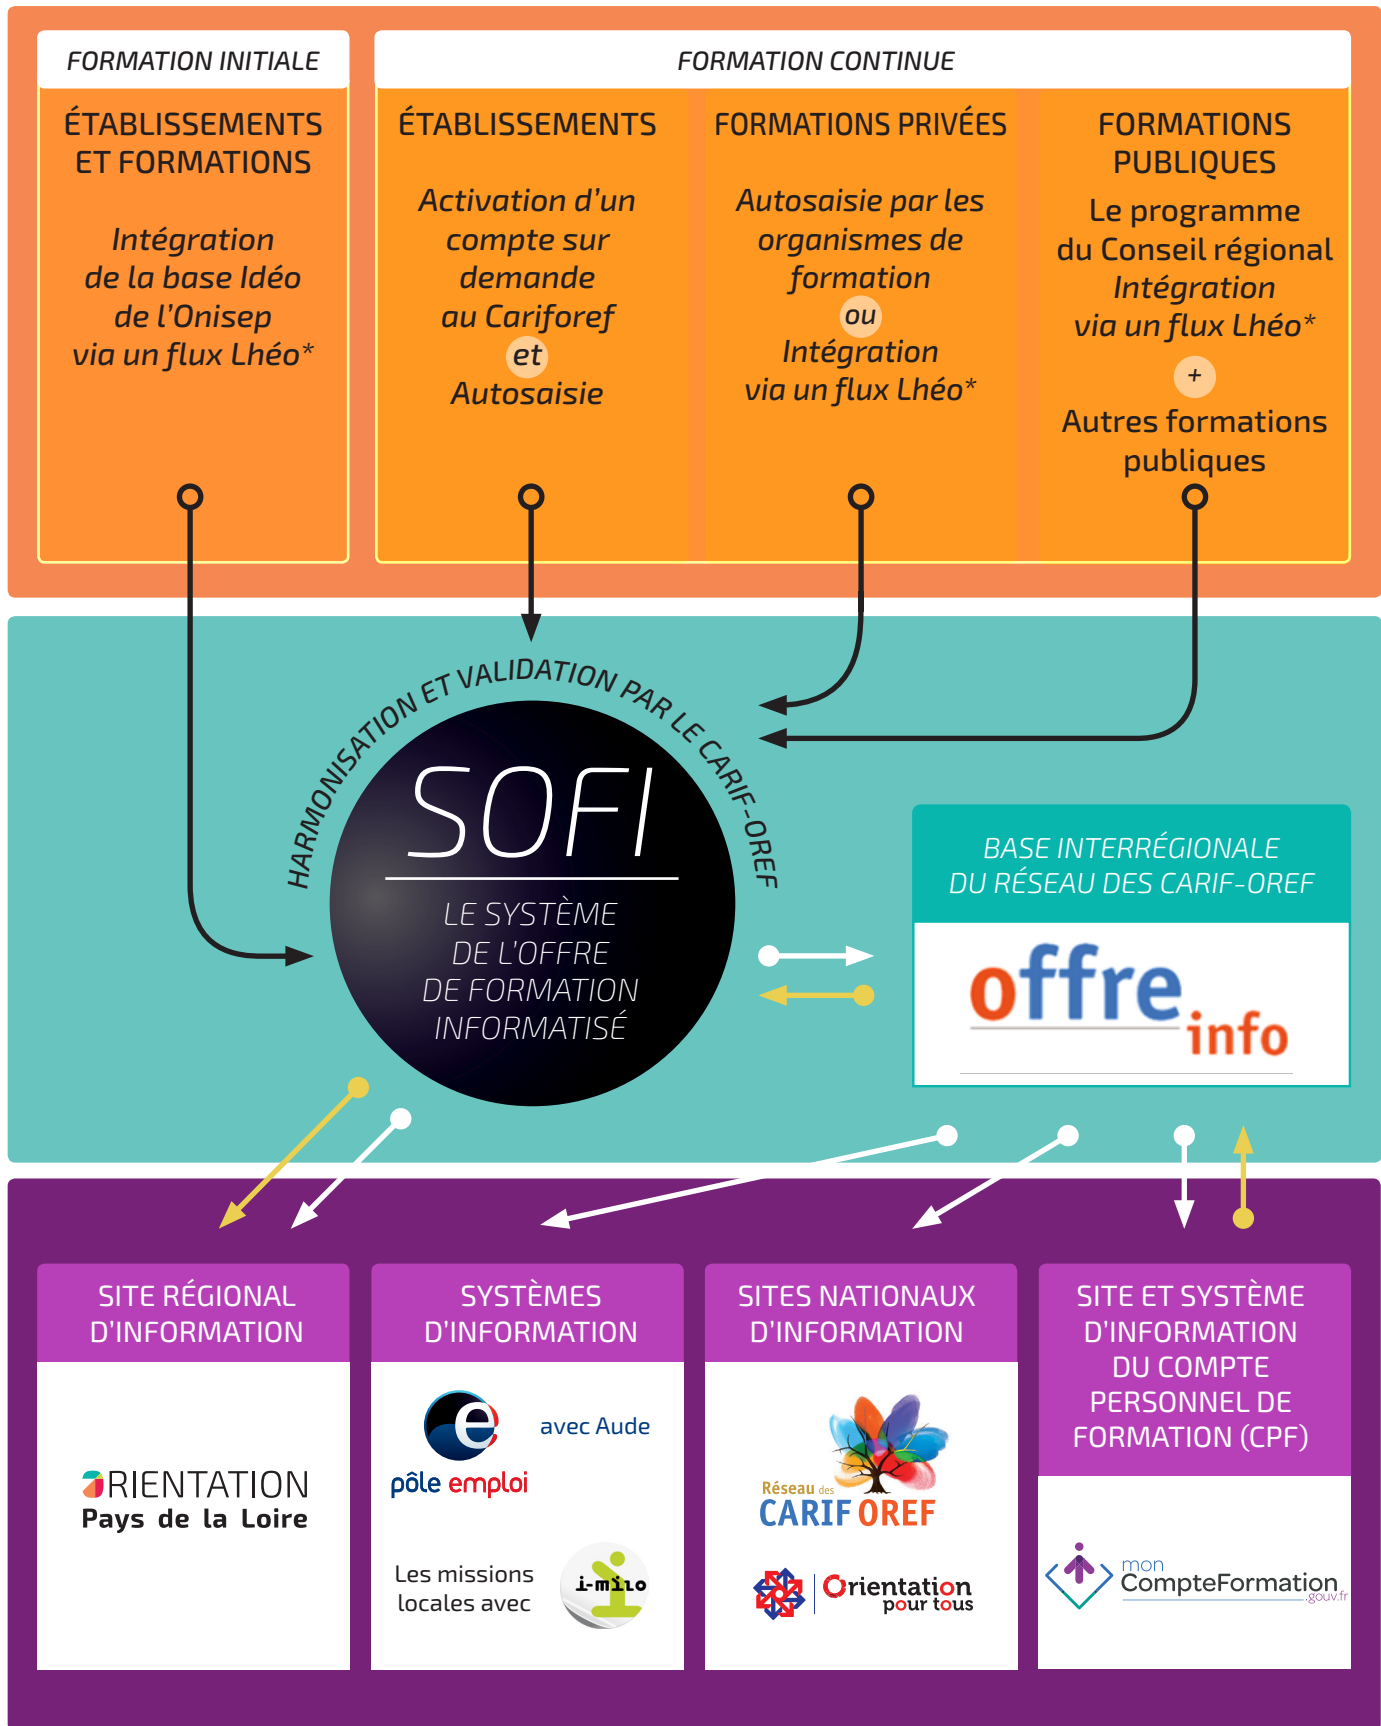 FORMATION INITIALE
ÉTABLISSEMENTS
ET FORMATIONS
Intégration
de la base Idéo
de l'Onisep
via un flux Lhéo*
FORMATION CONTINUE
ÉTABLISSEMENTS
Activation d'un
compte sur
demande
au Cariforef
et
Autosaisie
FORMATIONS PRIVÉES
Autosaisie par les
organismes de
formation
ou
Intégration
via un flux Lhéo*
FORMATIONS
PUBLIQUES
Le programme
du Conseil régional
Intégration
via un flux Lhéo*
+
Autres formations
publiques
HARMONISATION ET VALIDATION PAR LE CARIF-OREF
SOFI
LE SYSTÈME
DE L'OFFRE
DE FORMATION
INFORMATISÉ
BASE INTERRÉGIONALE
DU RÉSEAU DES CARIF-OREF
offre
info
SITE RÉGIONAL
D'INFORMATION
ORIENTATION
Pays de la Loire
SYSTÈMES
D'INFORMATION
avec Aude
pôle emploi
Les missions
locales avec
i-milo
SITES NATIONAUX
D'INFORMATION
Réseau des
CARIF OREF
Orientation
pour tous
SITE ET SYSTÈME
D'INFORMATION
DU COMPTE
PERSONNEL DE
FORMATION (CPF)
mon
CompteFormation
.gouv.fr